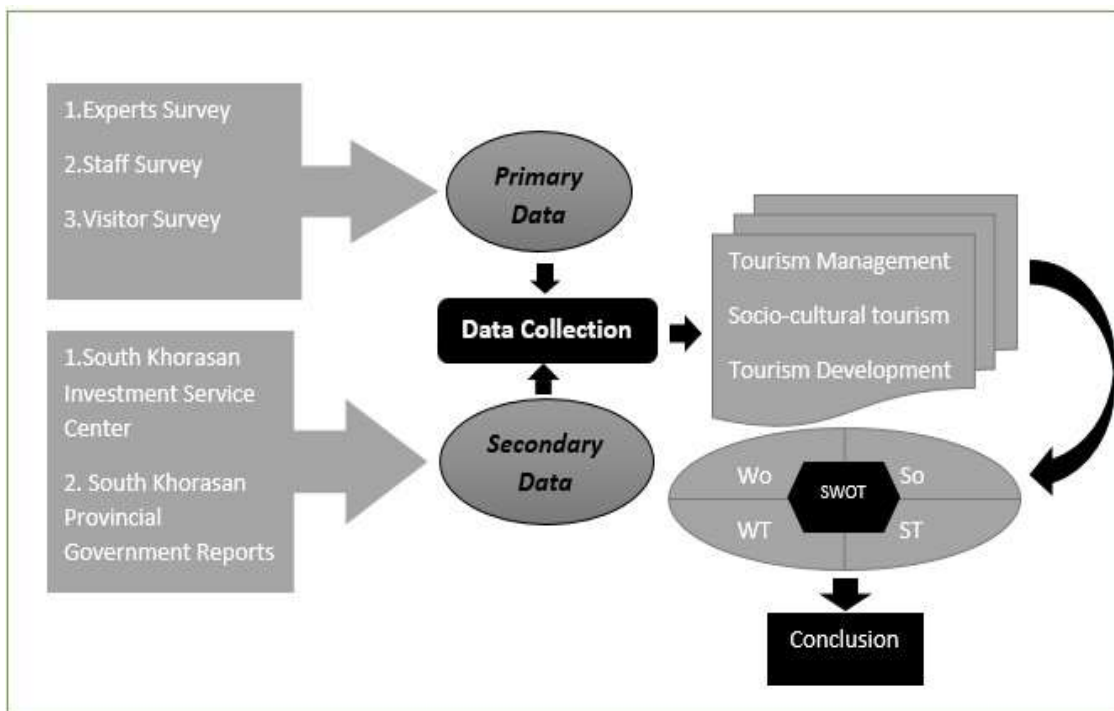 1.Experts Survey
2.Staff Survey
3.Visitor Survey
Primary
Data
Data Collection
1.South Khorasan
Investment Service
Center
2. South Khorasan
Provincial
Government Reports
Secondary
Data
Tourism Management
Socio-cultural tourism
Tourism Development
Wo
So
SWOT
WT
ST
Conclusion